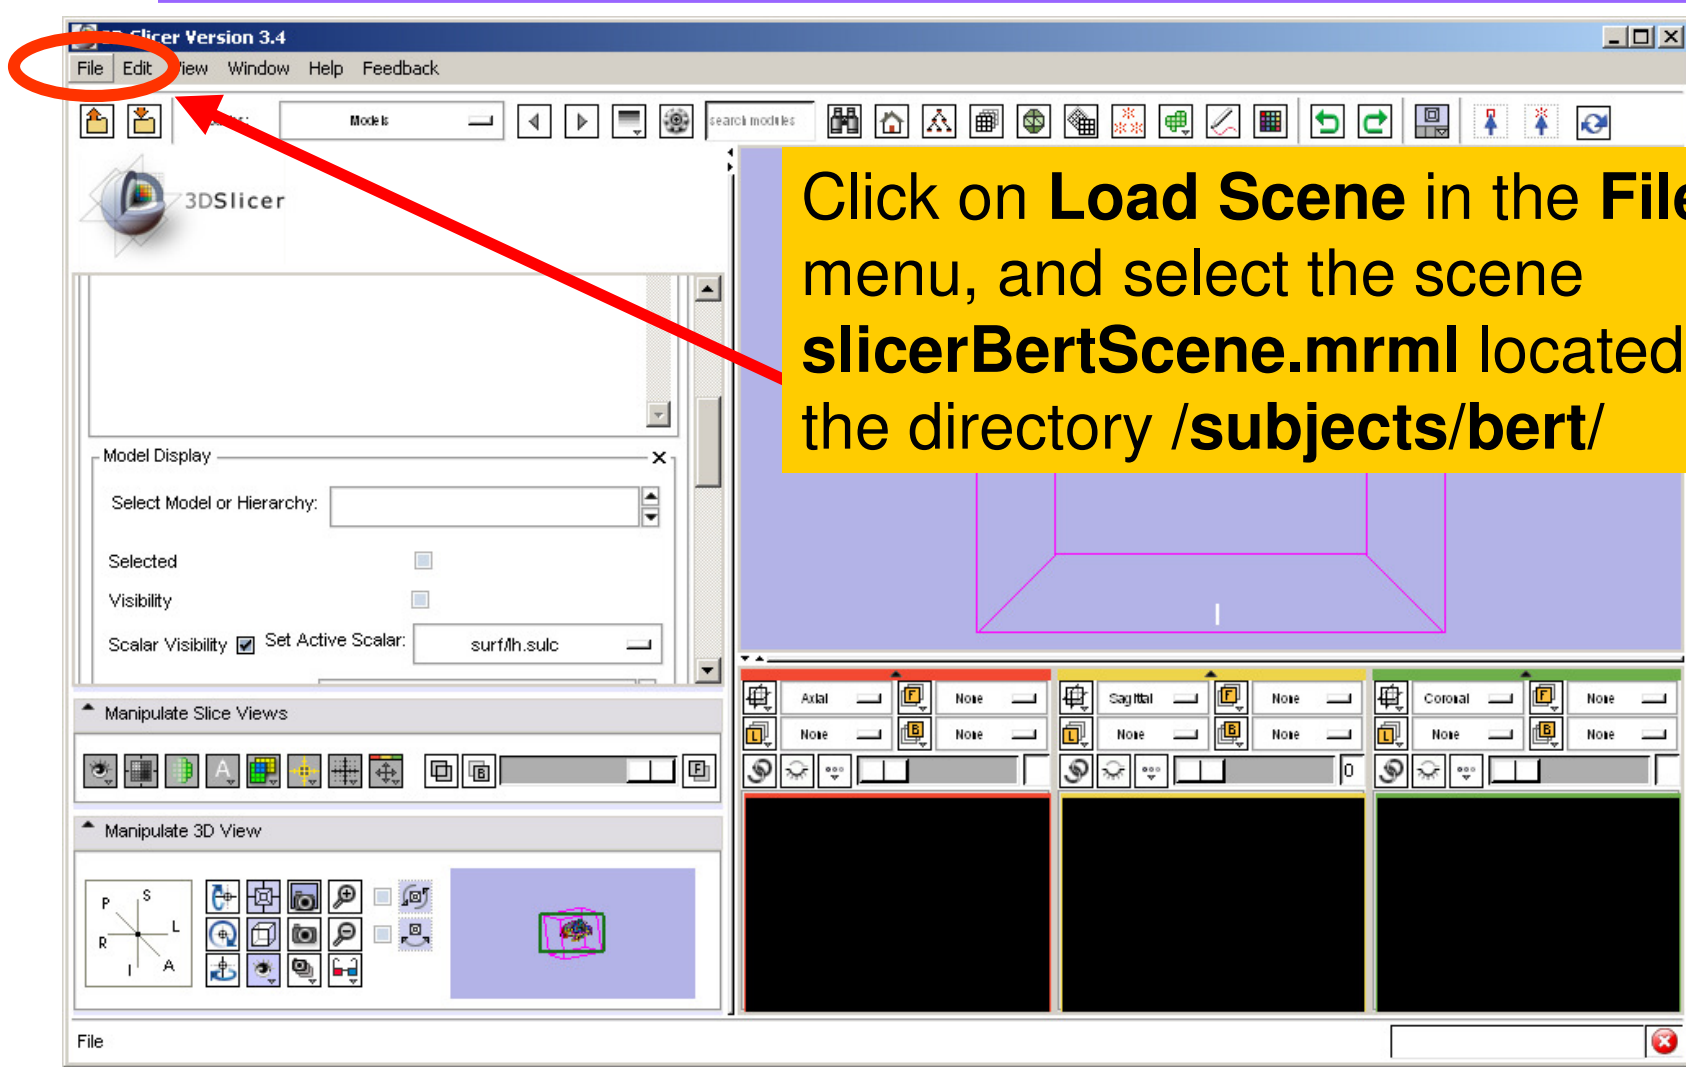 3D Slicer Version 3.4
File Edit View Window Help Feedback
Models
search modules
3DSlicer
Click on Load Scene in the File
menu, and select the scene
slicerBertScene.mrml located
the directory /subjects/bert/
Model Display
Select Model or Hierarchy:
Selected
Visibility
Scalar Visibility Set Active Scalar: surf/lh.sulc
Manipulate Slice Views
Axial F None
L None B None
Sagittal F None
L None B None
0
Coronal F None
L None B None
A B F
Manipulate 3D View
P S
R L
I A
File